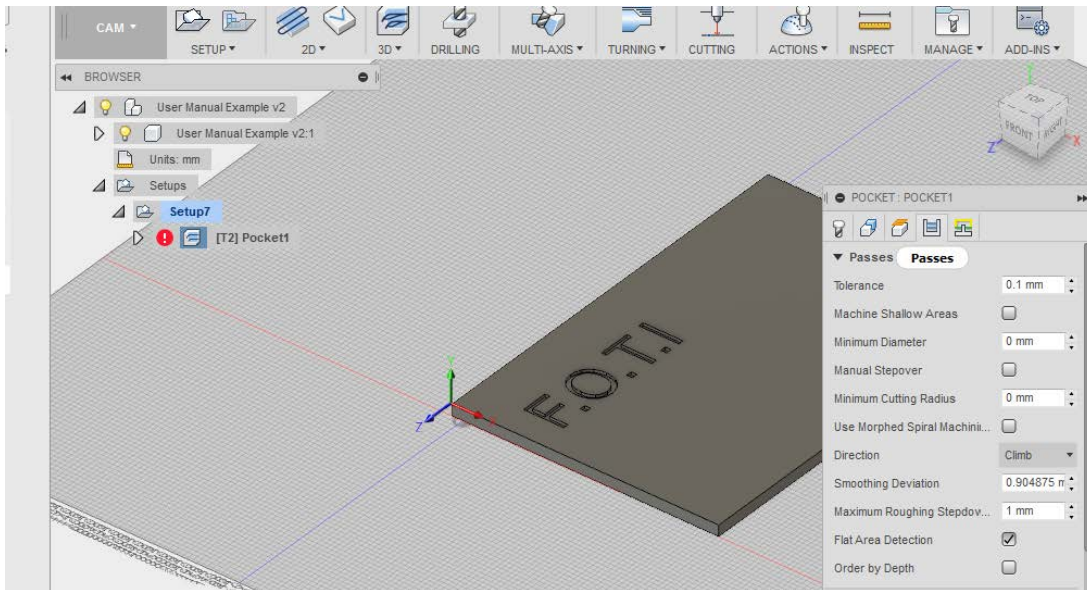 CAM
SETUP
2D
3D
DRILLING
MULTI-AXIS
TURNING
CUTTING
ACTIONS
INSPECT
MANAGE
ADD-INS
BROWSER
User Manual Example v2
User Manual Example v2:1
Units: mm
Setups
Setup7
[T2] Pocket1
TOP
FRONT
RIGHT
Z
X
Y
Y
Z
F.O.T.I
POCKET : POCKET1
Passes Passes
Tolerance 0.1 mm
Machine Shallow Areas
Minimum Diameter 0 mm
Manual Stepover
Minimum Cutting Radius 0 mm
Use Morphed Spiral Machini...
Direction Climb
Smoothing Deviation 0.904875 m
Maximum Roughing Stepdov... 1 mm
Flat Area Detection
Order by Depth